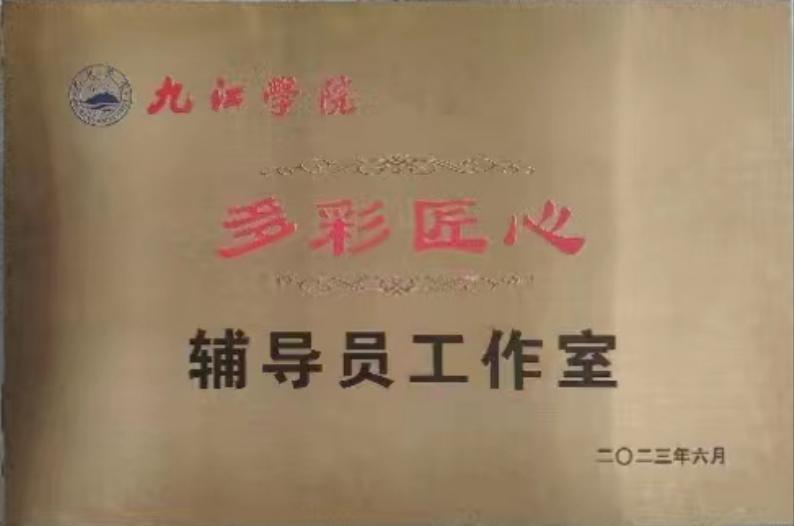 九江学院
多彩匠心
辅导员工作室
二〇二三年六月